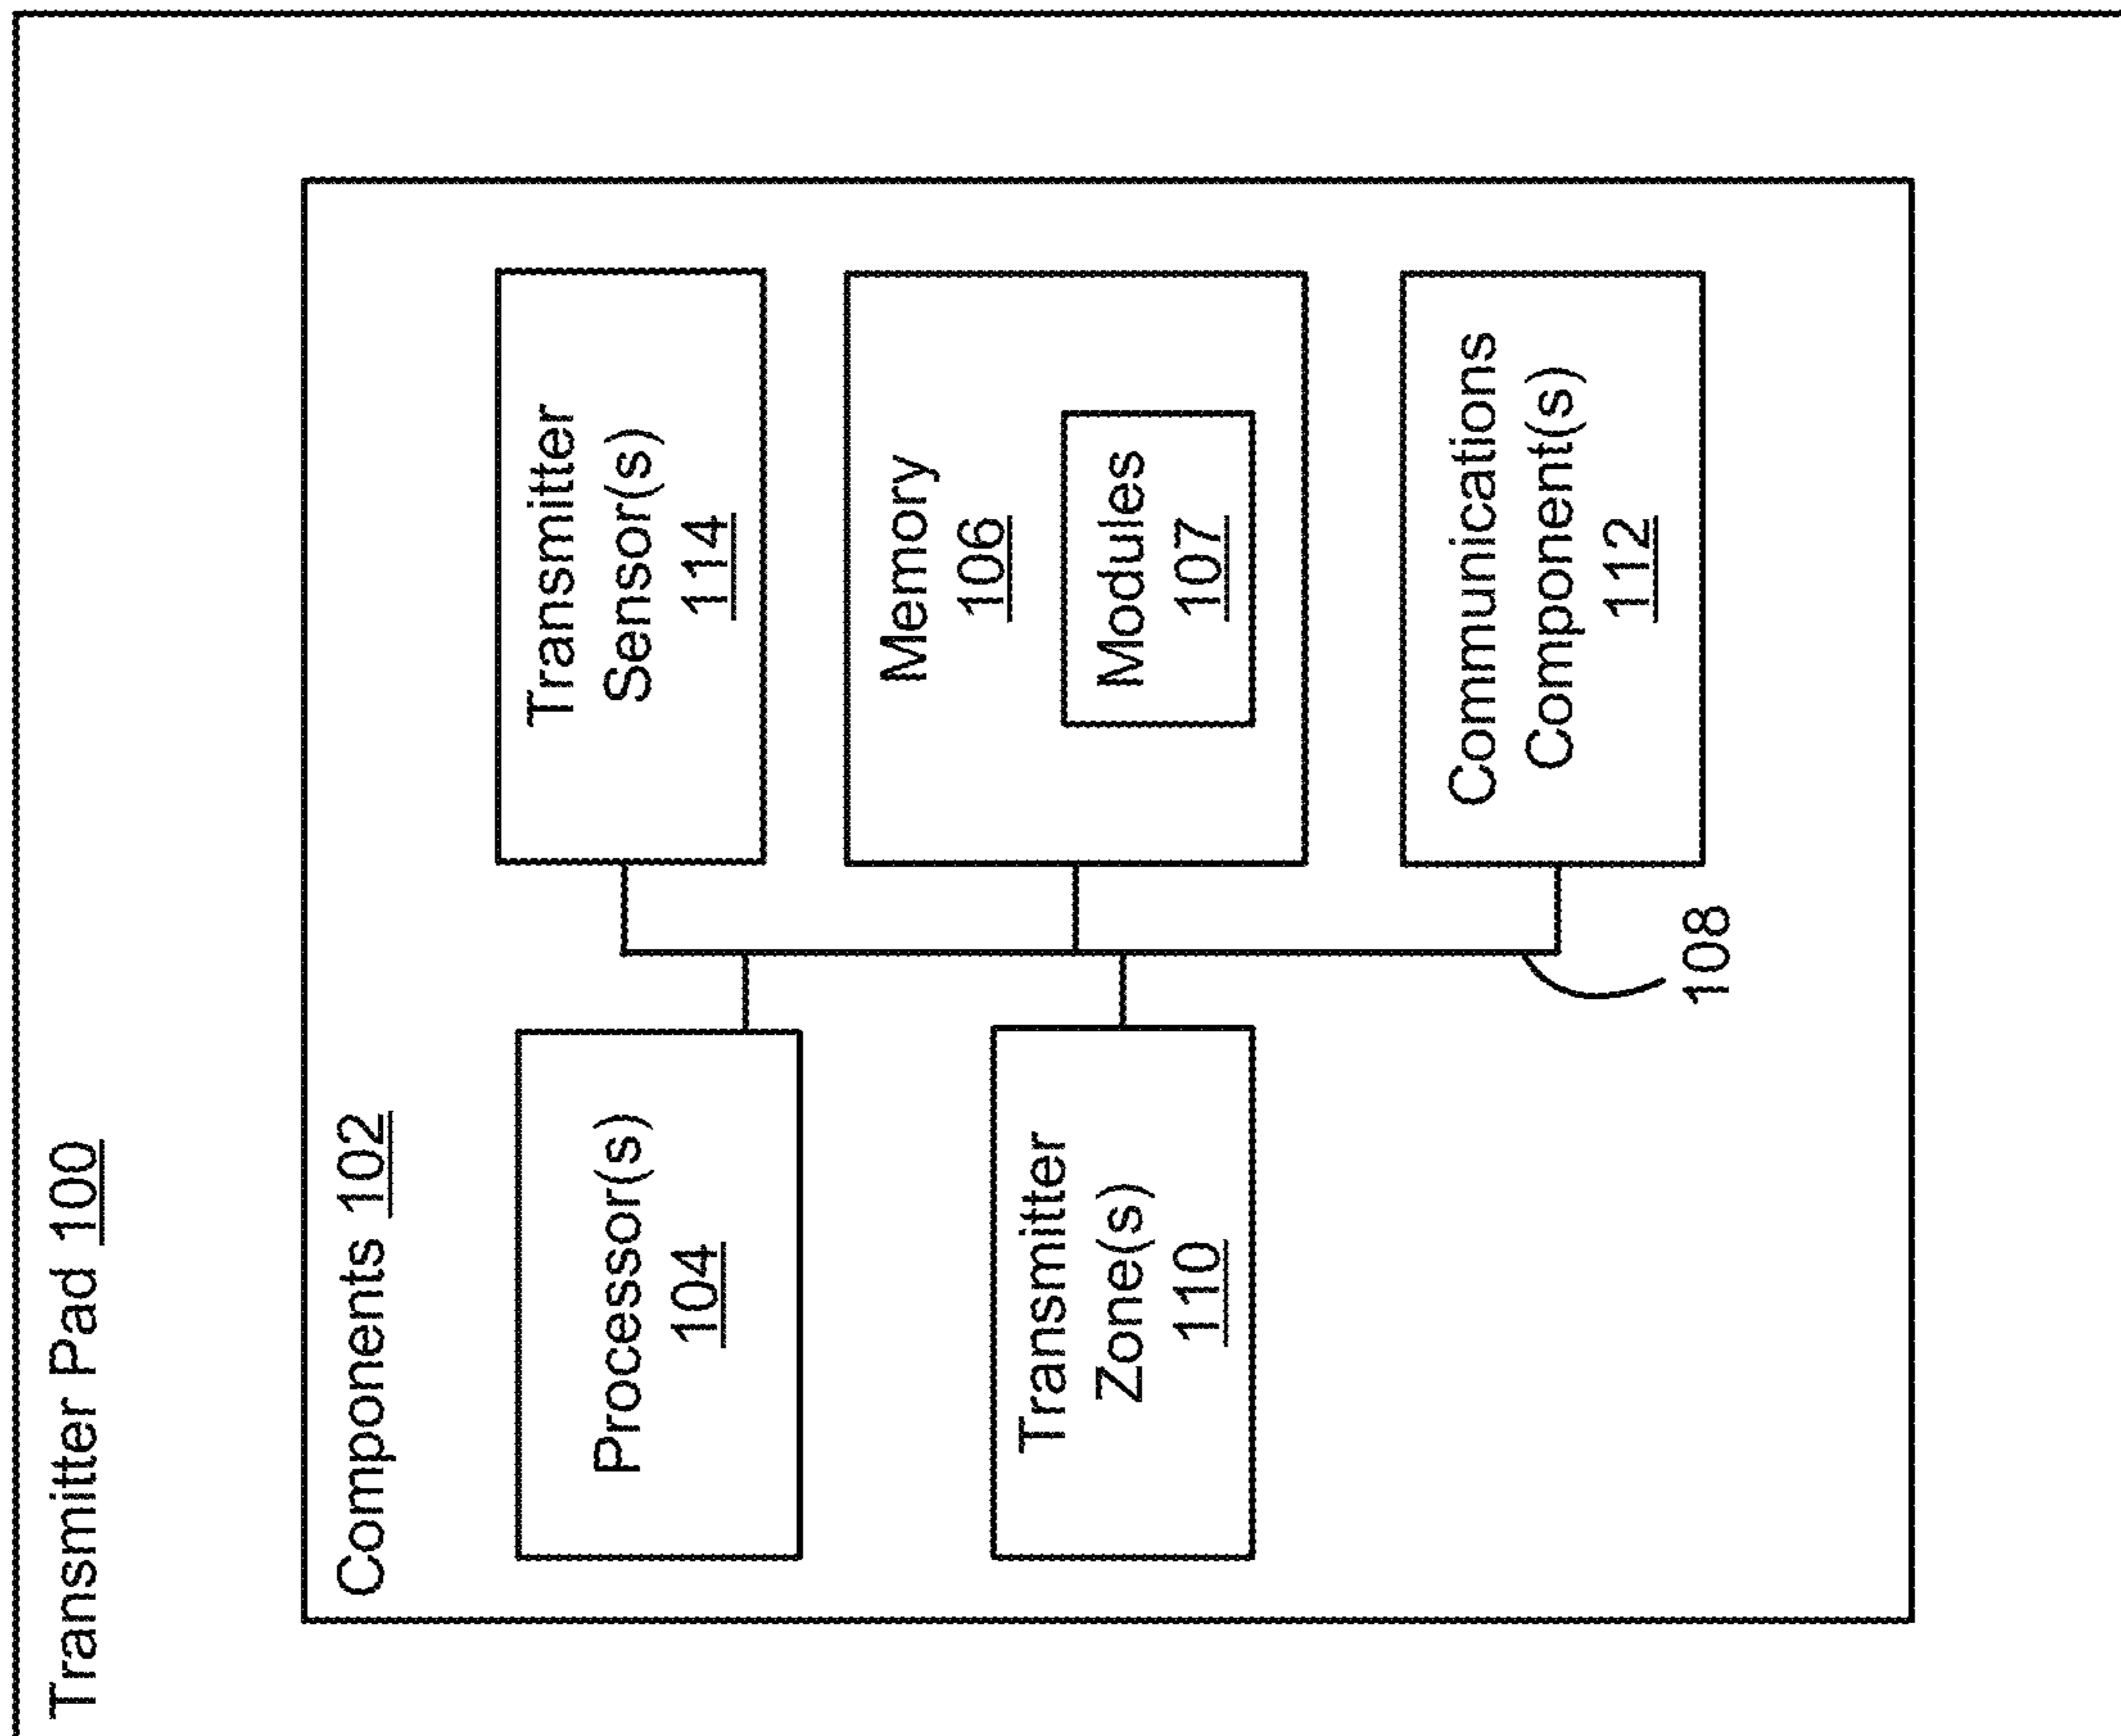 Transmitter Pad 100
Components 102
Processor(s)
104
Transmitter
Zone(s)
110
Transmitter
Sensor(s)
114
Memory
106
Modules
107
Communications
Component(s)
112
108